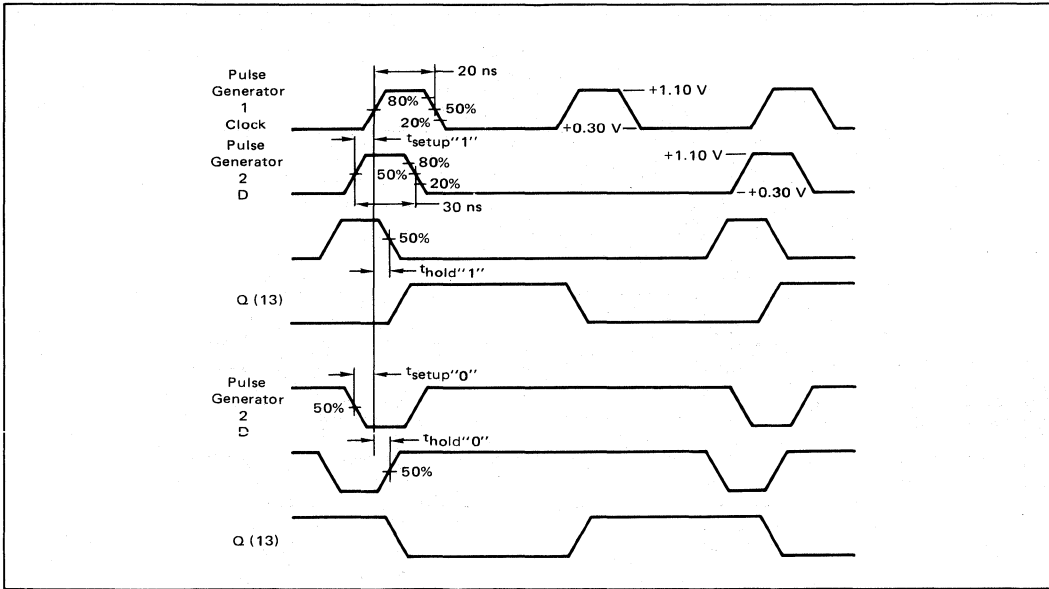 20 ns
Pulse
Generator
1
Clock
80%
50%
20%
+1.10 V
+0.30 V
tsetup"1"
Pulse
Generator
2
D
80%
50%
20%
+1.10 V
+0.30 V
30 ns
50%
thold"1"
Q (13)
tsetup"0"
Pulse
Generator
2
D
50%
thold"0"
50%
Q (13)